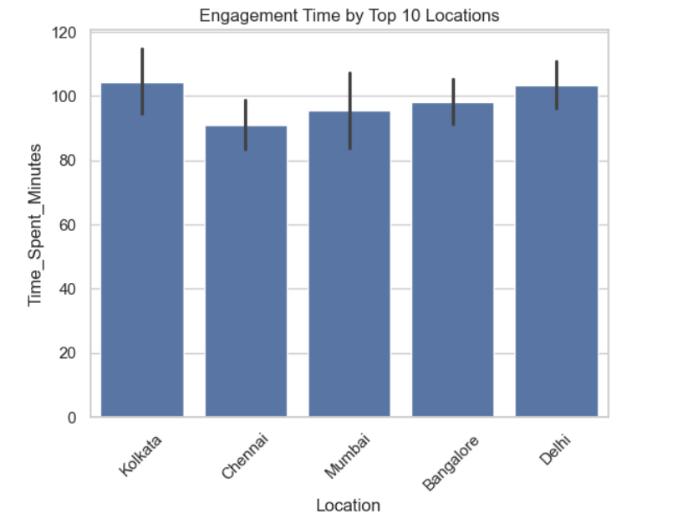 Engagement Time by Top 10 Locations
Time_Spent_Minutes
120
100
80
60
40
20
0
Kolkata
Chennai
Mumbai
Bangalore
Delhi
Location